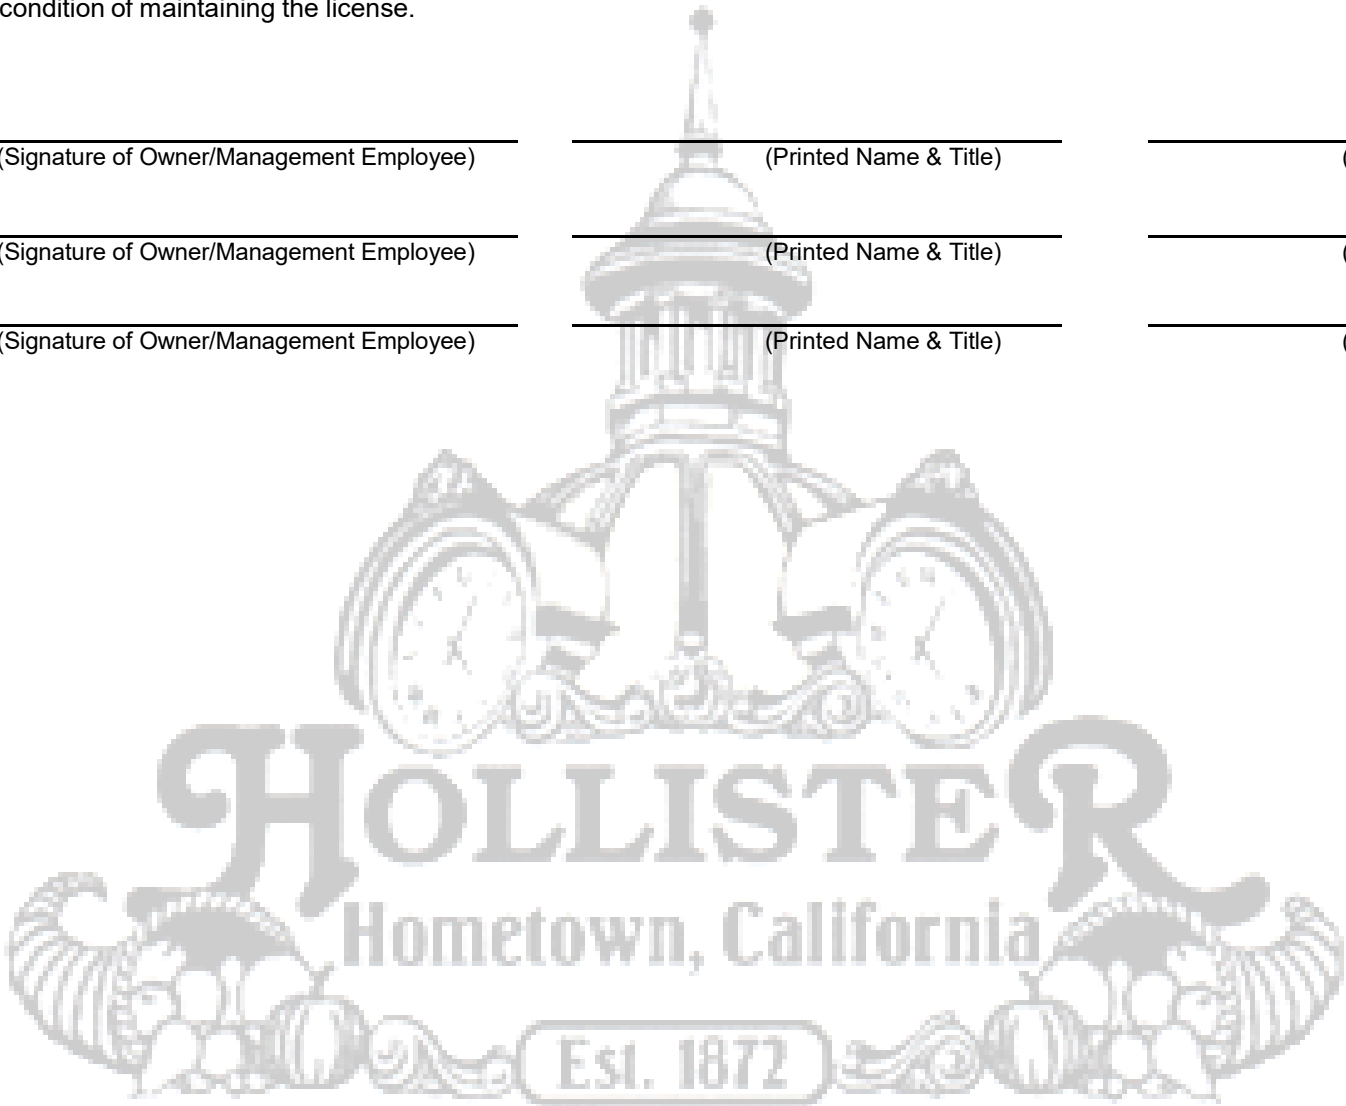 condition of maintaining the license.
(Signature of Owner/Management Employee) (Printed Name & Title) (
(Signature of Owner/Management Employee) (Printed Name & Title) (
(Signature of Owner/Management Employee) (Printed Name & Title) (
HOLLISTER
Hometown, California
Est. 1872